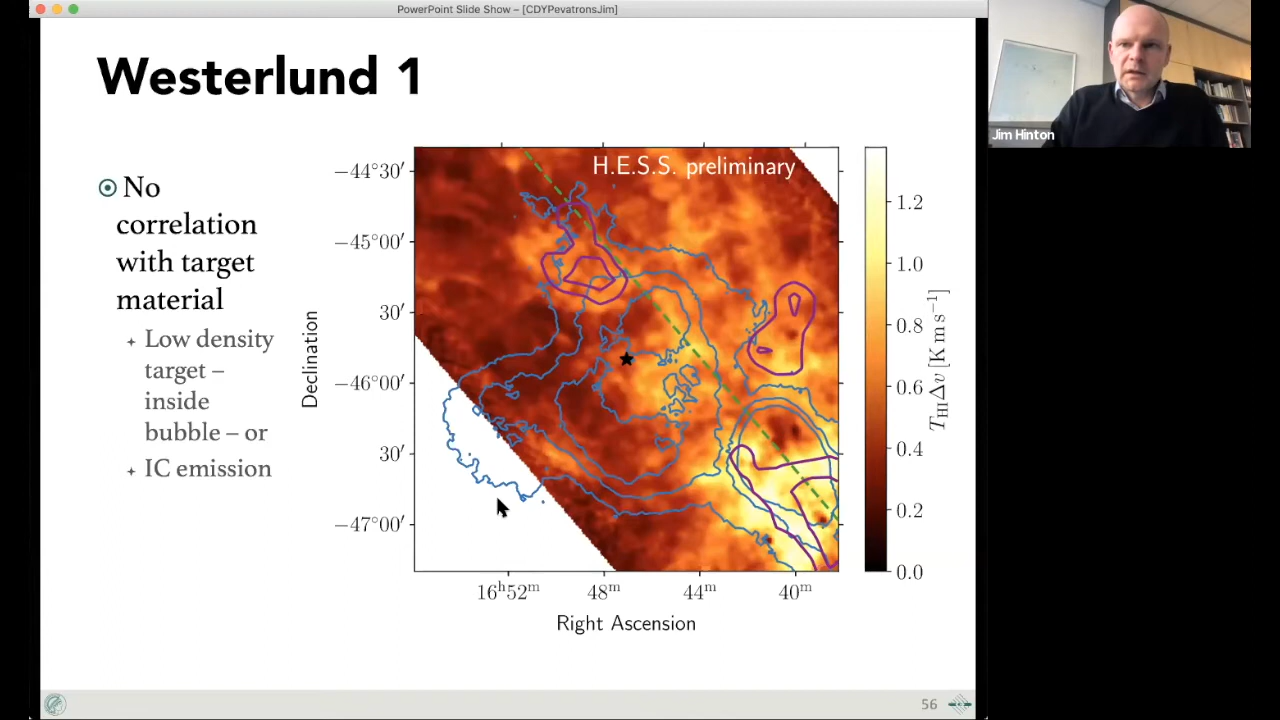 PowerPoint Slide Show – [CDYPevatronsJim]
Westerlund 1
No
correlation
with target
material
Low density
target –
inside
bubble – or
IC emission
H.E.S.S. preliminary
−44°30′
−45°00′
30′
−46°00′
30′
−47°00′
Declination
16ʰ52ᵐ 48ᵐ 44ᵐ 40ᵐ
Right Ascension
1.2
1.0
0.8
0.6
0.4
0.2
0.0
T_HI Δv [K m s⁻¹]
56
Jim Hinton